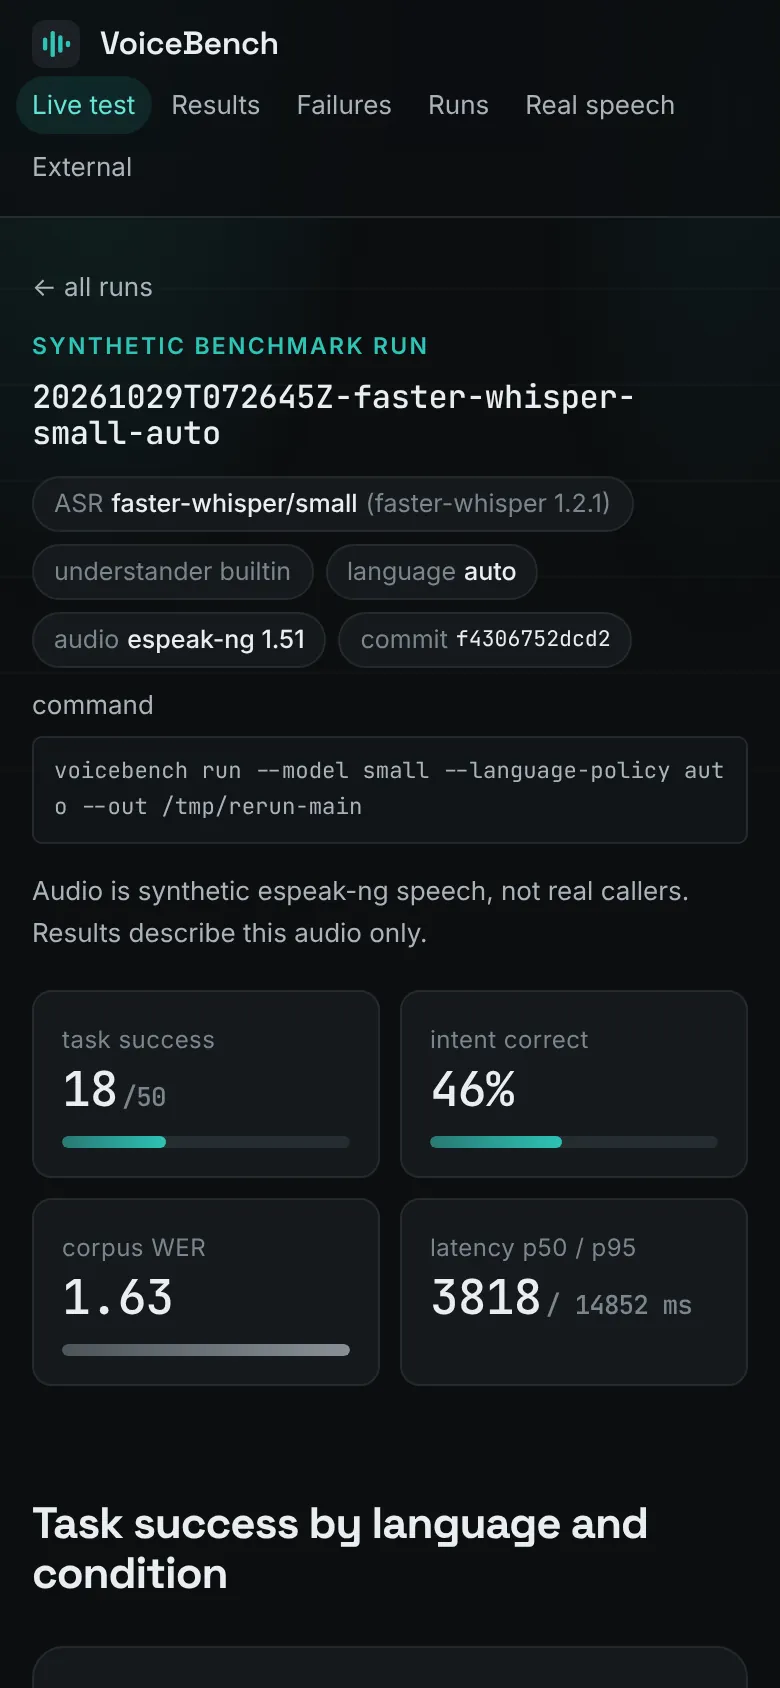 VoiceBench
Live test Results Failures Runs Real speech
External
← all runs
SYNTHETIC BENCHMARK RUN
20261029T072645Z-faster-whisper-
small-auto
ASR faster-whisper/small (faster-whisper 1.2.1)
understander builtin language auto
audio espeak-ng 1.51 commit f4306752dcd2
command
voicebench run --model small --language-policy aut
o --out /tmp/rerun-main
Audio is synthetic espeak-ng speech, not real callers.
Results describe this audio only.
task success
18 /50
intent correct
46%
corpus WER
1.63
latency p50 / p95
3818 / 14852 ms
Task success by language and
condition